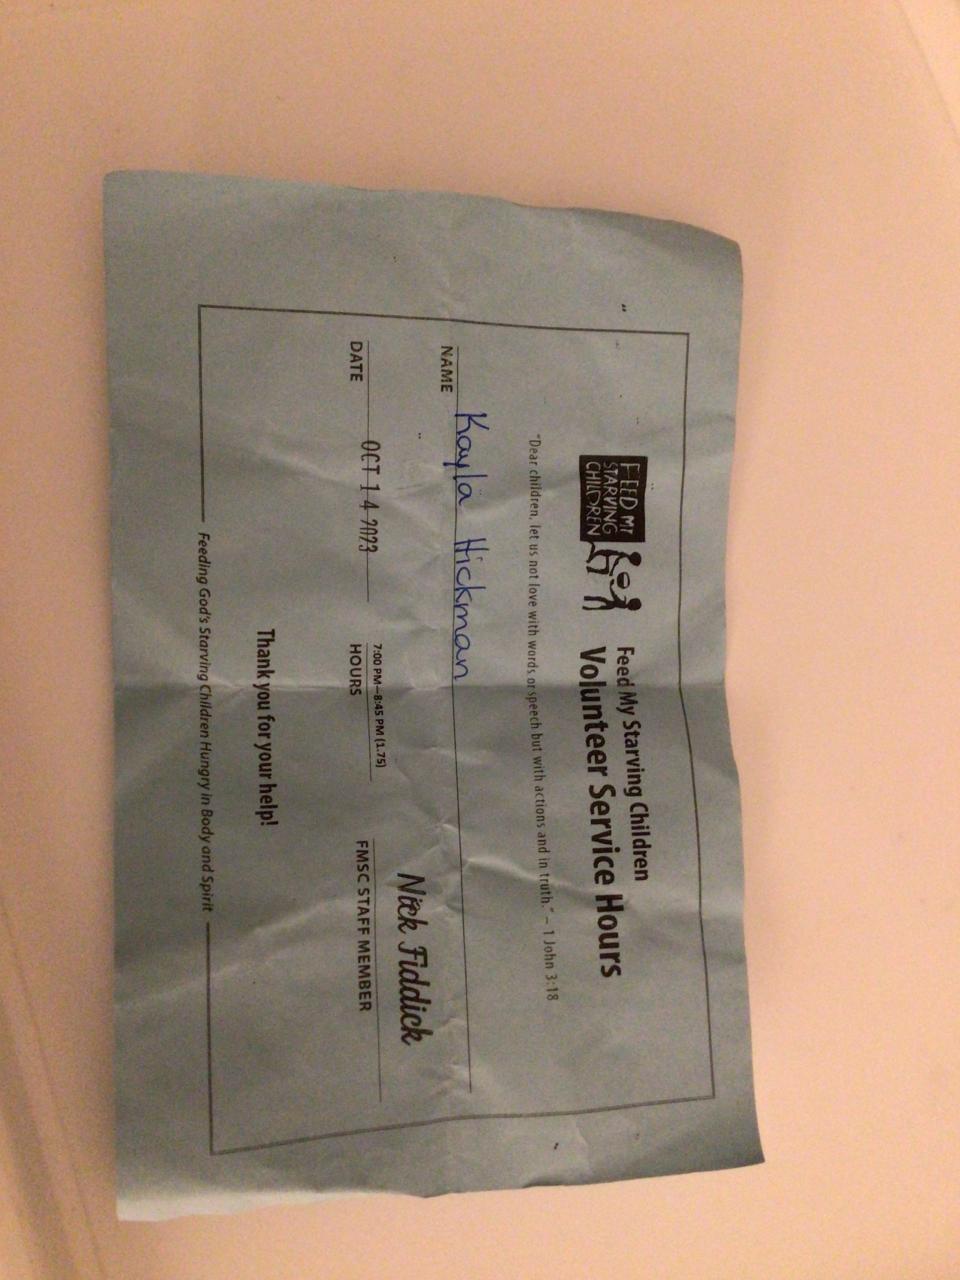 FEED MY
STARVING
CHILDREN
Feed My Starving Children
Volunteer Service Hours
"Dear children, let us not love with words or speech but with actions and in truth." – 1 John 3:18
Kayla Hickman
NAME
OCT 14 2023
7:00 PM–8:45 PM (1.75)
Nick Fiddick
DATE
HOURS
FMSC STAFF MEMBER
Thank you for your help!
Feeding God's Starving Children Hungry in Body and Spirit